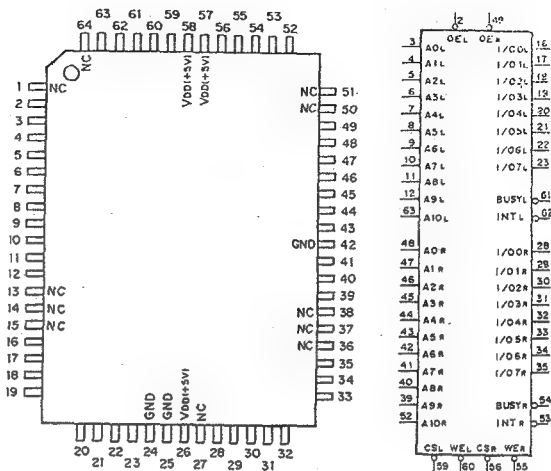 63 61 59 57 55 53
64 62 60 58 56 54 52
NC
VDD(+5V)
VDD(+5V)
1 NC
2
3
4
5
6
7
8
9
10
11
12
13 NC
14 NC
15 NC
16
17
18
19
NC 51
NC 50
49
48
47
46
45
44
43
GND 42
41
40
39
NC 38
NC 37
NC 36
35
34
33
GND
GND
VDD(+5V)
NC
20 22 24 26 28 30 32
21 23 25 27 29 31
2 49
OEL OER
3 A0L I/O0L 16
4 A1L I/O1L 17
5 A2L I/O2L 18
6 A3L I/O3L 19
7 A4L I/O4L 20
8 A5L I/O5L 21
9 A6L I/O6L 22
10 A7L I/O7L 23
11 A8L
12 A9L BUSYL 61
63 A10L INTL 62
48 A0R I/O0R 28
47 A1R I/O1R 29
46 A2R I/O2R 30
45 A3R I/O3R 31
44 A4R I/O4R 32
43 A5R I/O5R 33
42 A6R I/O6R 34
41 A7R I/O7R 35
40 A8R
39 A9R BUSYR 54
52 A10R INTR 53
CSL WEL CSR WER
59 60 56 55